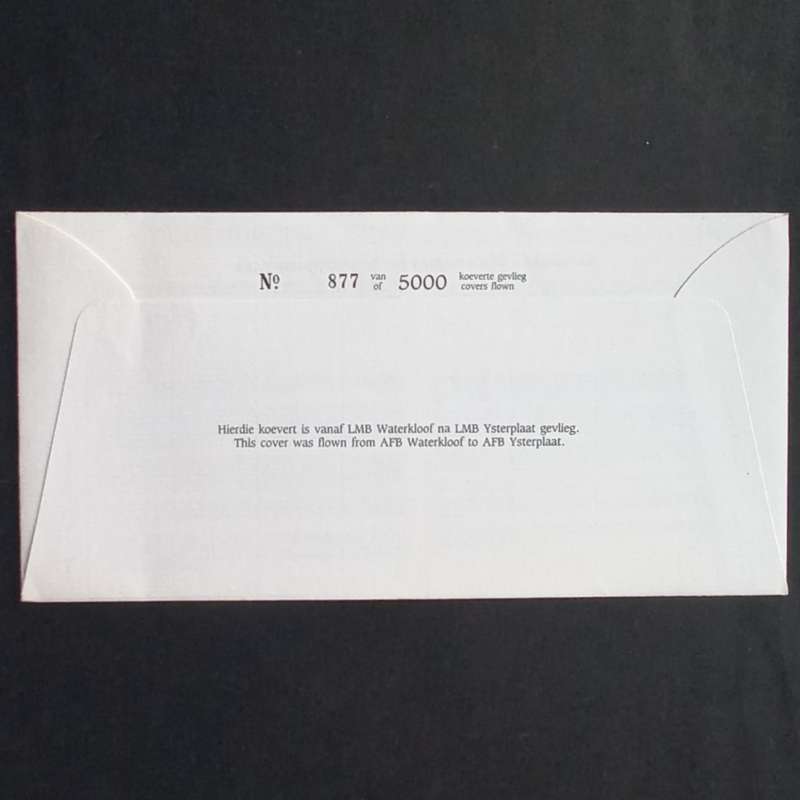 Nº 877 van of 5000 koeverte gevlieg covers flown
Hierdie koevert is vanaf LMB Waterkloof na LMB Ysterplaat gevlieg.
This cover was flown from AFB Waterkloof to AFB Ysterplaat.